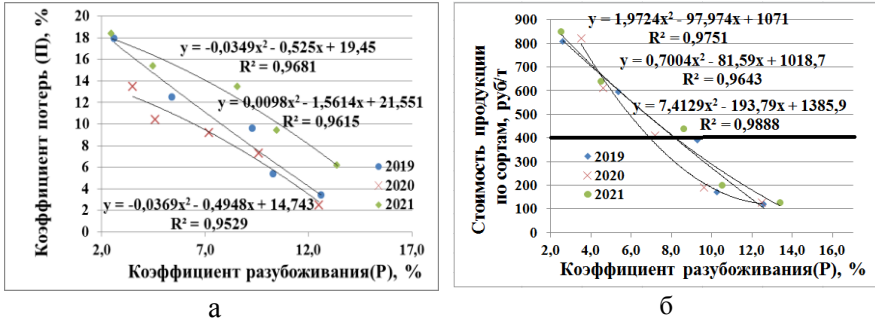 Коэффициент потерь (П), %
20
18
16
14
12
10
8
6
4
2
0
y = -0,0349x² - 0,525x + 19,45
R² = 0,9681
y = 0,0098x² - 1,5614x + 21,551
R² = 0,9615
2019
2020
2021
y = -0,0369x² - 0,4948x + 14,743
R² = 0,9529
2,0 7,0 12,0 17,0
Коэффициент разубоживания(Р), %
а
Стоимость продукции
по сортам, руб/т
900
800
700
600
500
400
300
200
100
0
y = 1,9724x² - 97,974x + 1071
R² = 0,9751
y = 0,7004x² - 81,59x + 1018,7
R² = 0,9643
y = 7,4129x² - 193,79x + 1385,9
R² = 0,9888
2019
2020
2021
2,0 4,0 6,0 8,0 10,0 12,0 14,0 16,0
Коэффициент разубоживания(Р), %
б